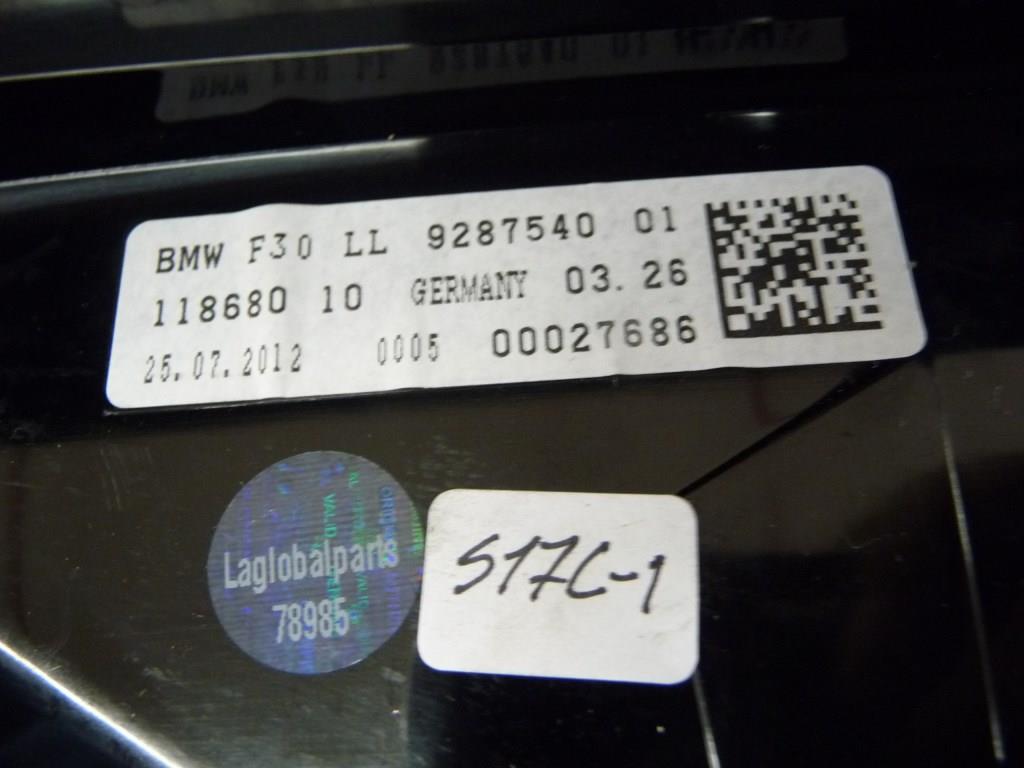 BMW F30 LL 9287540 01
118680 10 GERMANY 03.26
25.07.2012 0005 00027686
Laglobalparts
78985
S17C-1